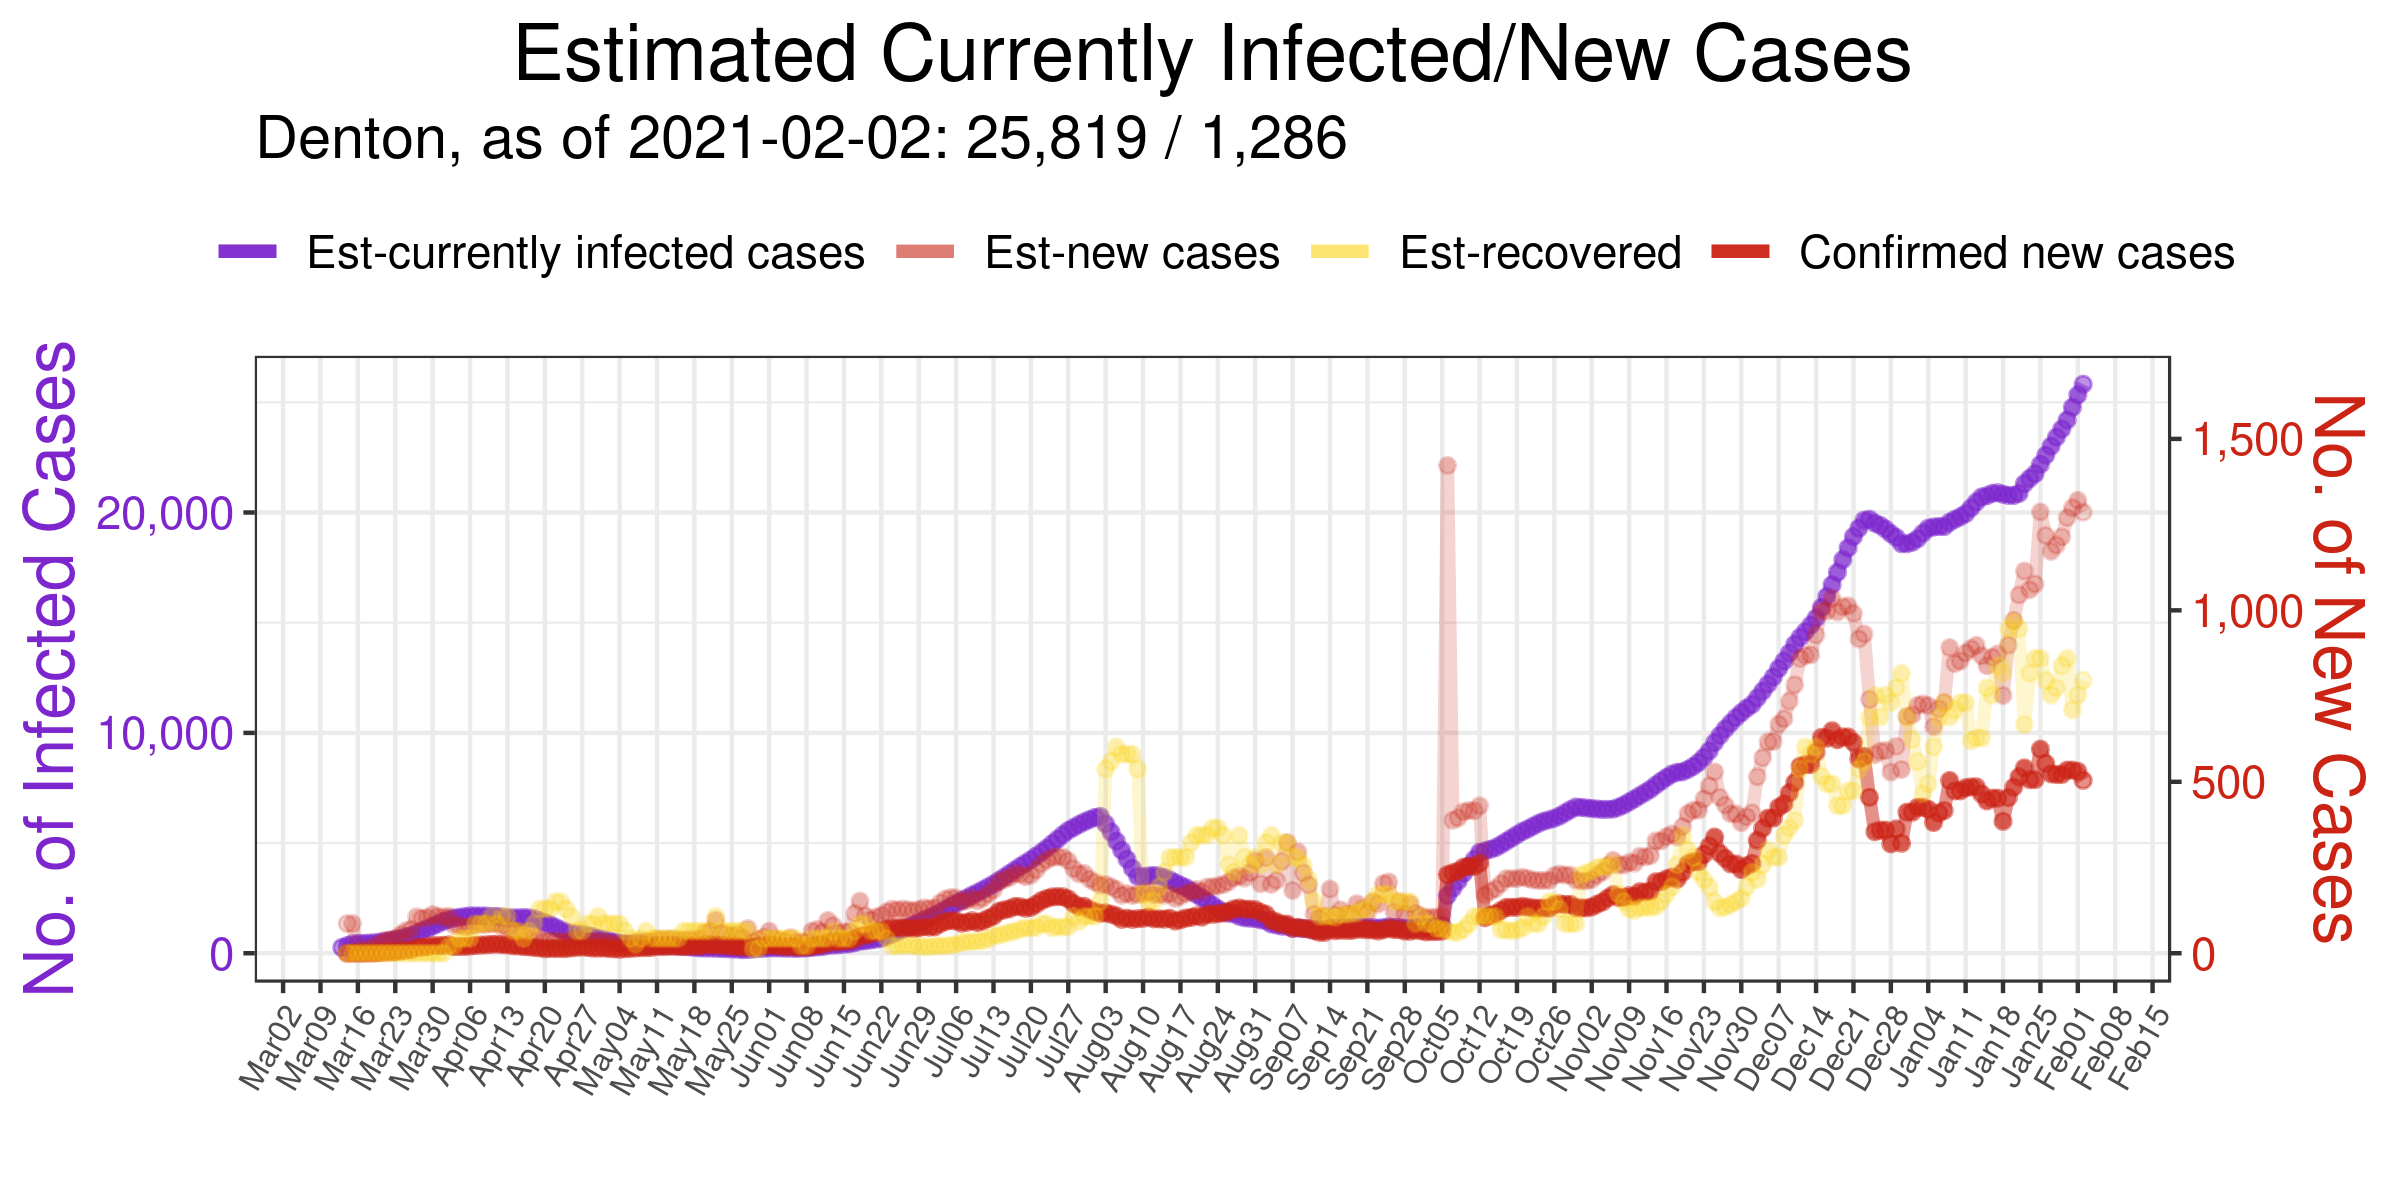 Estimated Currently Infected/New Cases
Denton, as of 2021-02-02: 25,819 / 1,286
Est-currently infected cases Est-new cases Est-recovered Confirmed new cases
No. of Infected Cases
20,000
10,000
0
1,500
1,000
500
0
No. of New Cases
Mar02 Mar09 Mar16 Mar23 Mar30 Apr06 Apr13 Apr20 Apr27 May04 May11 May18 May25 Jun01 Jun08 Jun15 Jun22 Jun29 Jul06 Jul13 Jul20 Jul27 Aug03 Aug10 Aug17 Aug24 Aug31 Sep07 Sep14 Sep21 Sep28 Oct05 Oct12 Oct19 Oct26 Nov02 Nov09 Nov16 Nov23 Nov30 Dec07 Dec14 Dec21 Dec28 Jan04 Jan11 Jan18 Jan25 Feb01 Feb08 Feb15